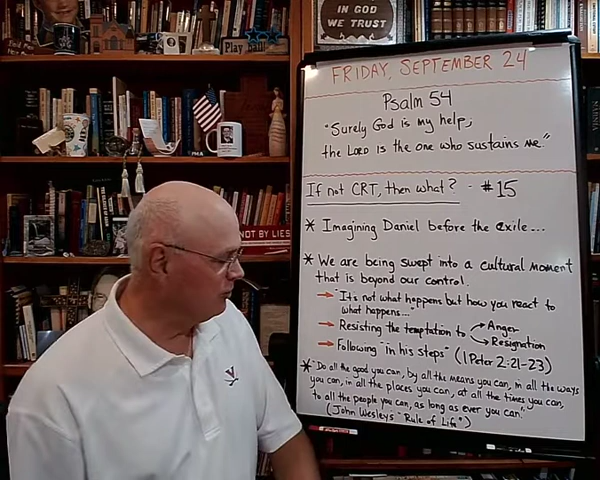 IN GOD
WE TRUST
Play Ball
NOT BY LIES
FRIDAY, SEPTEMBER 24
Psalm 54
"Surely God is my help;
the LORD is the one who sustains me."
If not CRT, then what? - #15
* Imagining Daniel before the exile...
* We are being swept into a cultural moment
that is beyond our control.
→ "It's not what happens but how you react to
what happens...
→ Resisting the temptation to → Anger
→ Resignation
→ Following "in his steps" (1 Peter 2:21-23)
* "Do all the good you can, by all the means you can, in all the ways
you can, in all the places you can, at all the times you can,
to all the people you can, as long as ever you can."
(John Wesley's "Rule of Life")